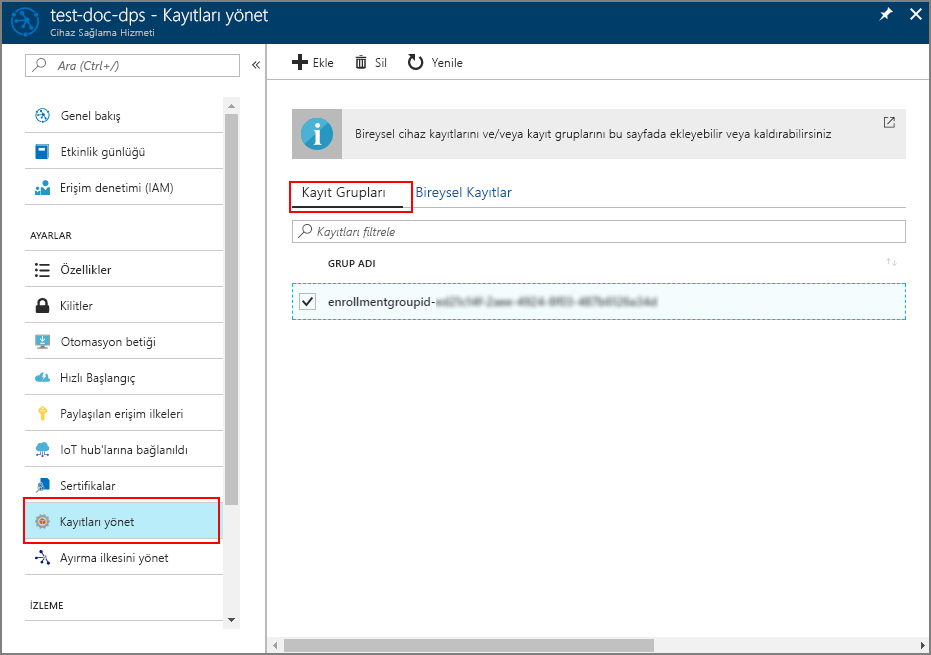 test-doc-dps - Kayıtları yönet
Cihaz Sağlama Hizmeti
Ara (Ctrl+/)
«
Genel bakış
Etkinlik günlüğü
Erişim denetimi (IAM)
AYARLAR
Özellikler
Kilitler
Otomasyon betiği
Hızlı Başlangıç
Paylaşılan erişim ilkeleri
IoT hub'larına bağlanıldı
Sertifikalar
Kayıtları yönet
Ayırma ilkesini yönet
İZLEME
Ekle Sil Yenile
Bireysel cihaz kayıtlarını ve/veya kayıt gruplarını bu sayfada ekleyebilir veya kaldırabilirsiniz
Kayıt Grupları Bireysel Kayıtlar
Kayıtları filtrele
GRUP ADI
enrollmentgroupid-